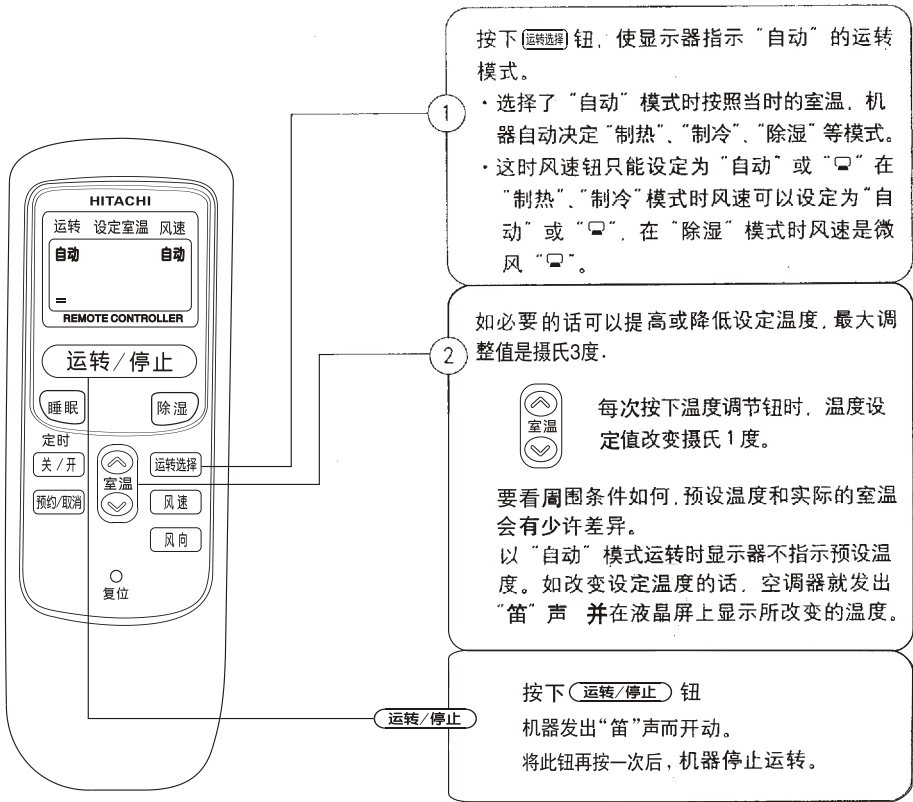 按下 运转选择 钮，使显示器指示 “自动” 的运转
模式。
· 选择了 “自动” 模式时按照当时的室温，机
器自动决定 “制热”、“制冷”、“除湿” 等模式。
· 这时风速钮只能设定为 “自动” 或 “ ” 在
“制热”、“制冷” 模式时风速可以设定为 “自
动” 或 “ ”，在 “除湿” 模式时风速是微
风 “ ”。
1
HITACHI
运转 设定室温 风速
自动 自动
REMOTE CONTROLLER
运转/停止
睡眠 除湿
定时
关/开 室温 运转选择
预约/取消 风速
风向
复位
2
如必要的话可以提高或降低设定温度，最大调
整值是摄氏3度.
室温
每次按下温度调节钮时，温度设
定值改变摄氏1度。
要看周围条件如何，预设温度和实际的室温
会有少许差异。
以 “自动” 模式运转时显示器不指示预设温
度。如改变设定温度的话，空调器就发出
“笛” 声 并在液晶屏上显示所改变的温度。
运转/停止
按下 运转/停止 钮
机器发出“笛”声而开动。
将此钮再按一次后，机器停止运转。